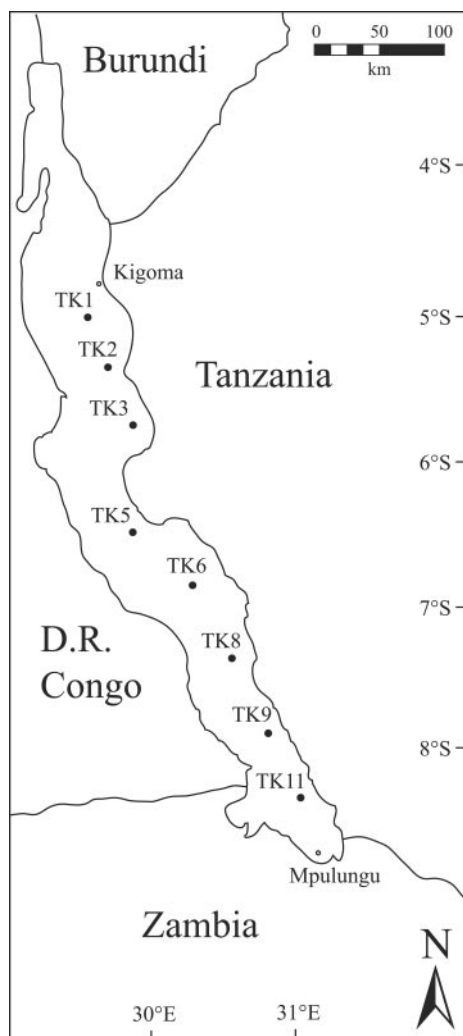 Burundi
0 50 100
km
4°S
Kigoma
TK1
5°S
TK2
Tanzania
TK3
6°S
TK5
TK6
7°S
D.R.
Congo
TK8
TK9
8°S
TK11
Mpulungu
Zambia
N
30°E 31°E